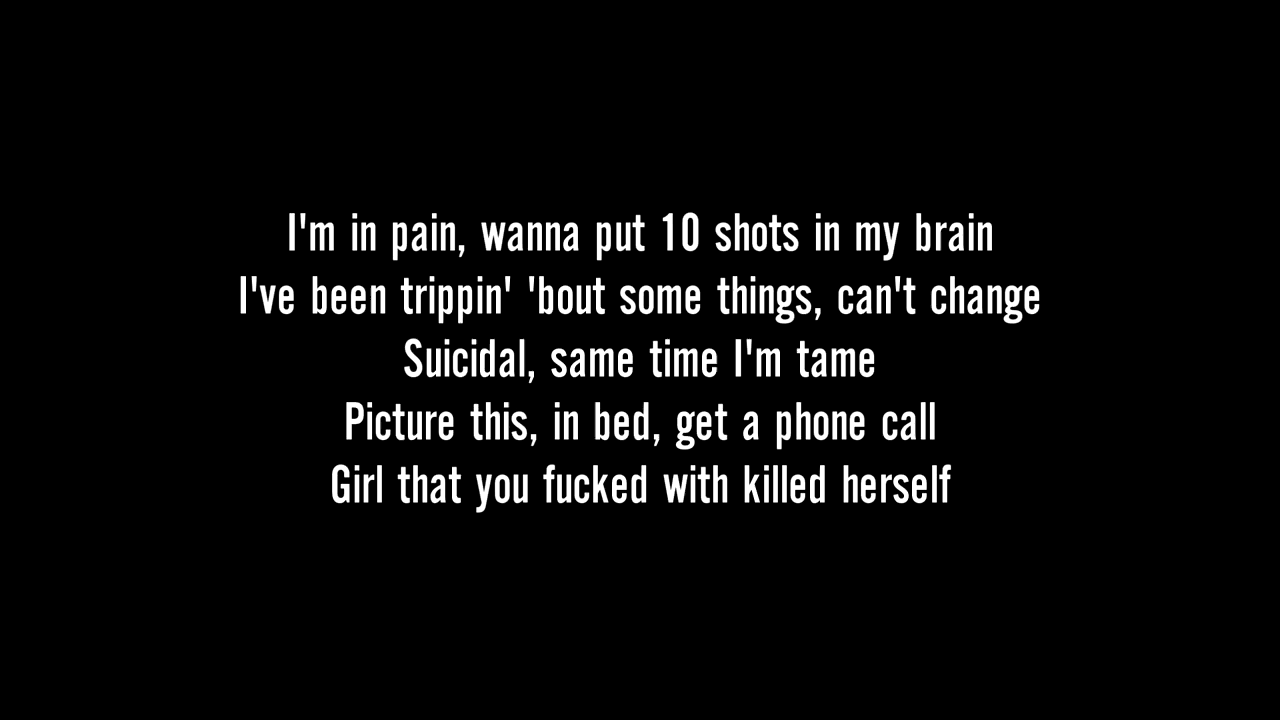 I'm in pain, wanna put 10 shots in my brain
I've been trippin' 'bout some things, can't change
Suicidal, same time I'm tame
Picture this, in bed, get a phone call
Girl that you fucked with killed herself